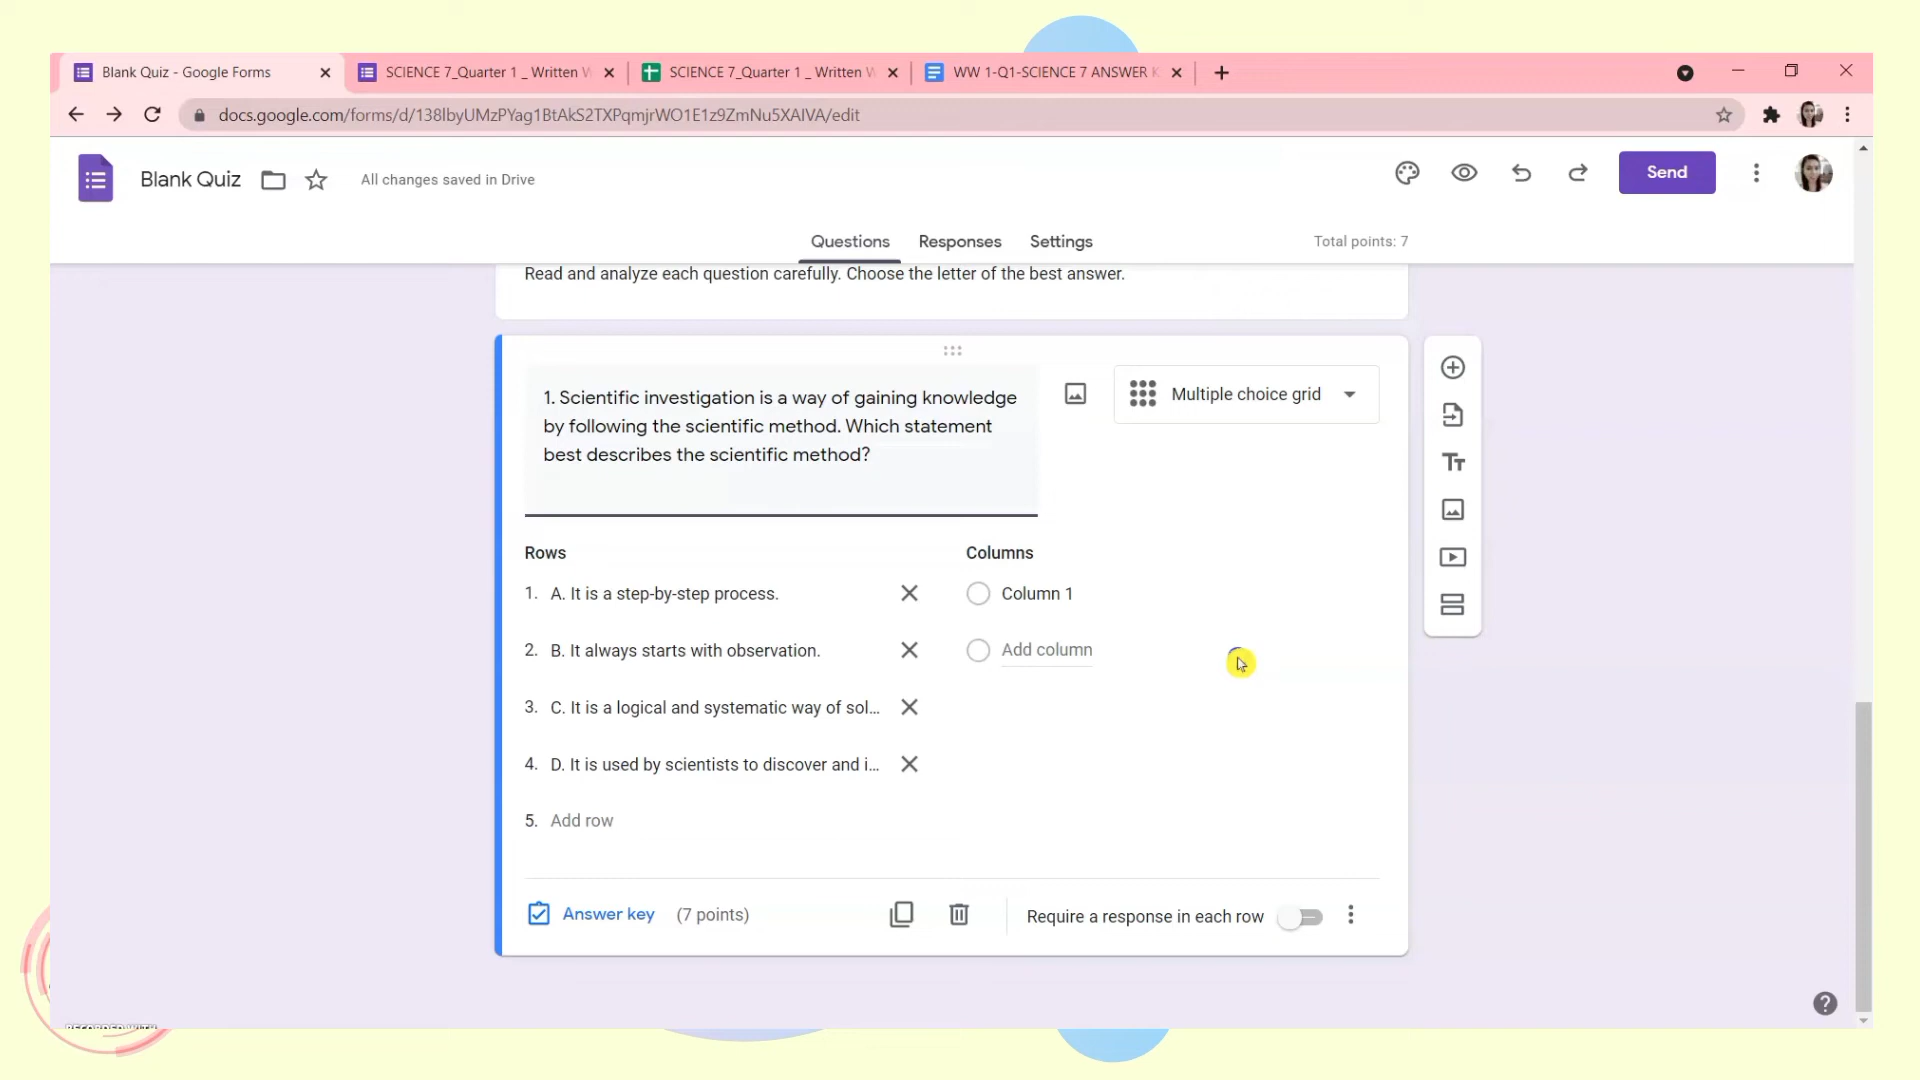 Blank Quiz - Google Forms
SCIENCE 7_Quarter 1 _ Written W
SCIENCE 7_Quarter 1 _ Written W
WW 1-Q1-SCIENCE 7 ANSWER K
docs.google.com/forms/d/138lbyUMzPYag1BtAkS2TXPqmjrWO1E1z9ZmNu5XAIVA/edit
Blank Quiz
All changes saved in Drive
Send
Questions
Responses
Settings
Total points: 7
Read and analyze each question carefully. Choose the letter of the best answer.
1. Scientific investigation is a way of gaining knowledge
by following the scientific method. Which statement
best describes the scientific method?
Multiple choice grid
Tт
Rows
Columns
1. A. It is a step-by-step process.
Column 1
2. B. It always starts with observation.
Add column
3. C. It is a logical and systematic way of sol...
4. D. It is used by scientists to discover and i...
5. Add row
Answer key (7 points)
Require a response in each row
RECORDED WITH